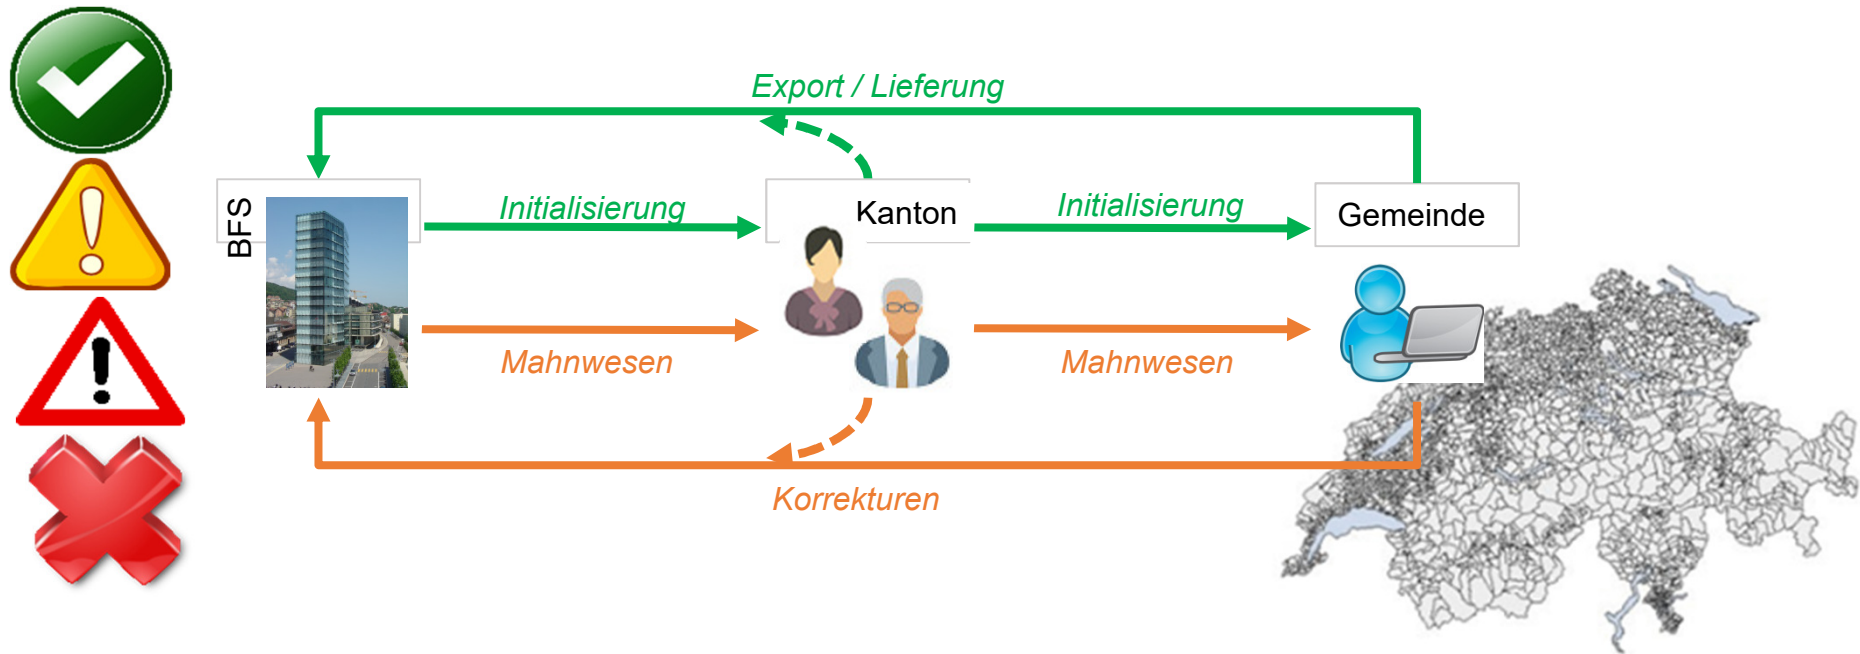 Export / Lieferung
BFS
Initialisierung
Kanton
Initialisierung
Gemeinde
Mahnwesen
Mahnwesen
Korrekturen